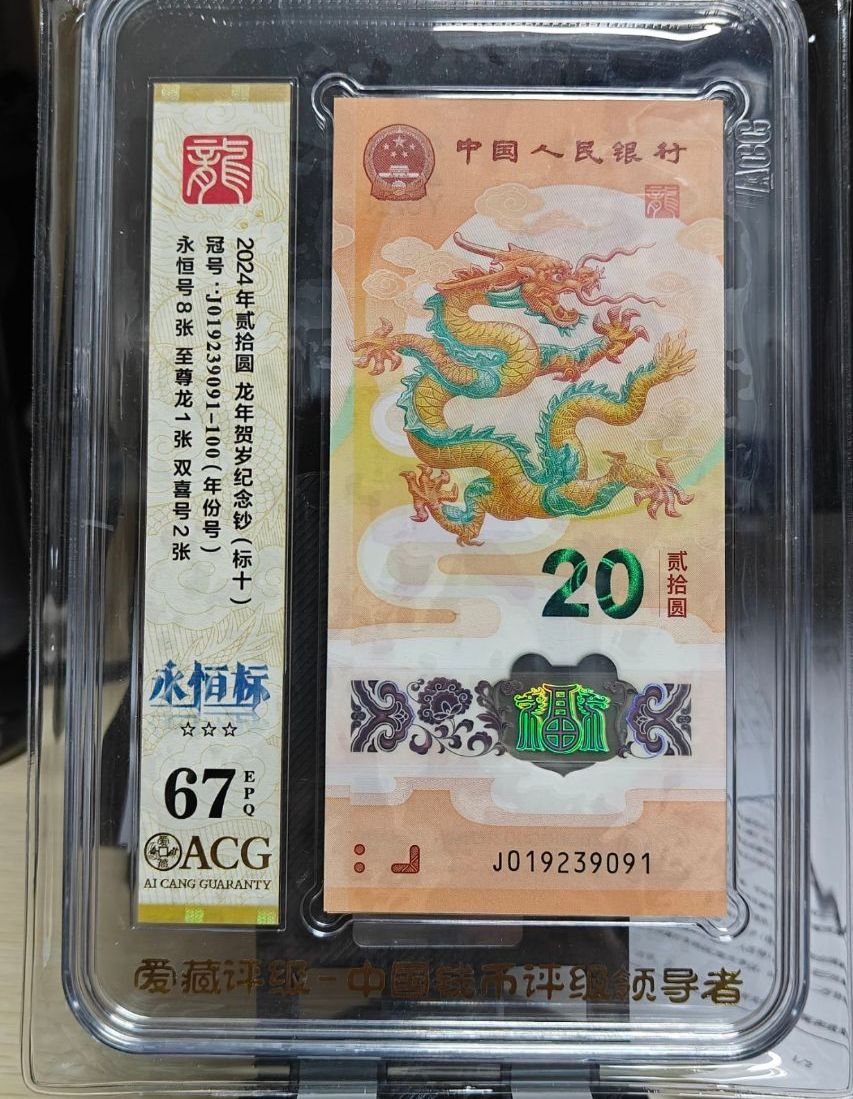 龍
2024年贰拾圆 龙年贺岁纪念钞(标十)
冠号:J019239091-100(年份号)
永恒号8张 至尊龙1张 双喜号2张
永恒标
67
EPQ
ACG
AI CANG GUARANTY
中国人民银行
龍
20
贰拾圆
福
J019239091
ACG
爱藏评级-中国钱币评级领导者